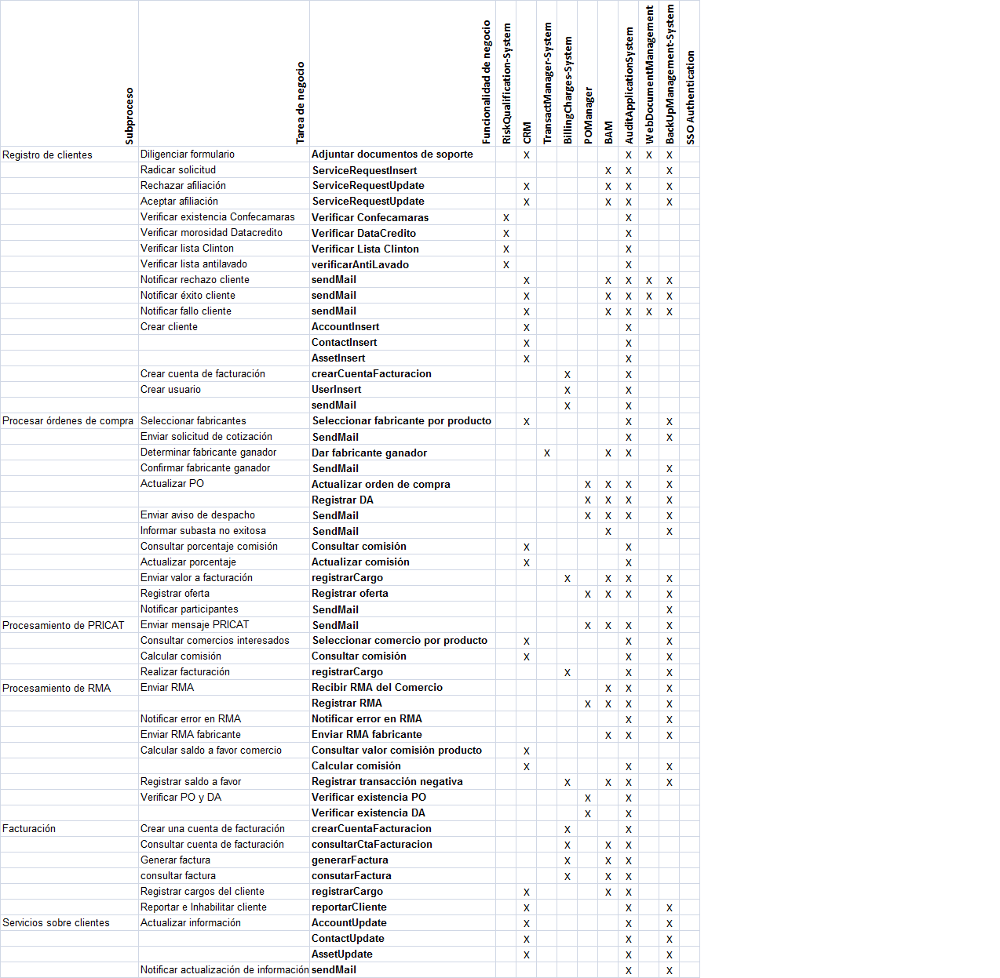 Subproceso Tarea de negocio Funcionalidad de negocio RiskQualification-System CRM TransactManager-System BillingCharges-System POManager BAM AuditApplicationSystem WebDocumentManagement BackUpManagement-System SSO Authentication
Registro de clientes Diligenciar formulario Adjuntar documentos de soporte X X X X
Radicar solicitud ServiceRequestInsert X X X
Rechazar afiliación ServiceRequestUpdate X X X X
Aceptar afiliación ServiceRequestUpdate X X X X
Verificar existencia Confecamaras Verificar Confecamaras X X
Verificar morosidad Datacredito Verificar DataCredito X X
Verificar lista Clinton Verificar Lista Clinton X X
Verificar lista antilavado verificarAntiLavado X X
Notificar rechazo cliente sendMail X X X X X
Notificar éxito cliente sendMail X X X X X
Notificar fallo cliente sendMail X X X X X
Crear cliente AccountInsert X X
ContactInsert X X
AssetInsert X X
Crear cuenta de facturación crearCuentaFacturacion X X
Crear usuario UserInsert X X
sendMail X X
Procesar órdenes de compra Seleccionar fabricantes Seleccionar fabricante por producto X X X
Enviar solicitud de cotización SendMail X X
Determinar fabricante ganador Dar fabricante ganador X X X
Confirmar fabricante ganador SendMail X
Actualizar PO Actualizar orden de compra X X X X
Registrar DA X X X X
Enviar aviso de despacho SendMail X X X X
Informar subasta no exitosa SendMail X X
Consultar porcentaje comisión Consultar comisión X X
Actualizar porcentaje Actualizar comisión X X
Enviar valor a facturación registrarCargo X X X X
Registrar oferta Registrar oferta X X X X
Notificar participantes SendMail X
Procesamiento de PRICAT Enviar mensaje PRICAT SendMail X X X X
Consultar comercios interesados Seleccionar comercio por producto X X X
Calcular comisión Consultar comisión X X X
Realizar facturación registrarCargo X X X
Procesamiento de RMA Enviar RMA Recibir RMA del Comercio X X X
Registrar RMA X X X X
Notificar error en RMA Notificar error en RMA X X
Enviar RMA fabricante Enviar RMA fabricante X X X
Calcular saldo a favor comercio Consultar valor comisión producto X
Calcular comisión X X X
Registrar saldo a favor Registrar transacción negativa X X X X
Verificar PO y DA Verificar existencia PO X X
Verificar existencia DA X X
Facturación Crear una cuenta de facturación crearCuentaFacturacion X X
Consultar cuenta de facturación consultarCtaFacturacion X X X
Generar factura generarFactura X X X
consultar factura consutarFactura X X X
Registrar cargos del cliente registrarCargo X X X
Reportar e Inhabilitar cliente reportarCliente X X X
Servicios sobre clientes Actualizar información AccountUpdate X X X
ContactUpdate X X X
AssetUpdate X X X
Notificar actualización de información sendMail X X